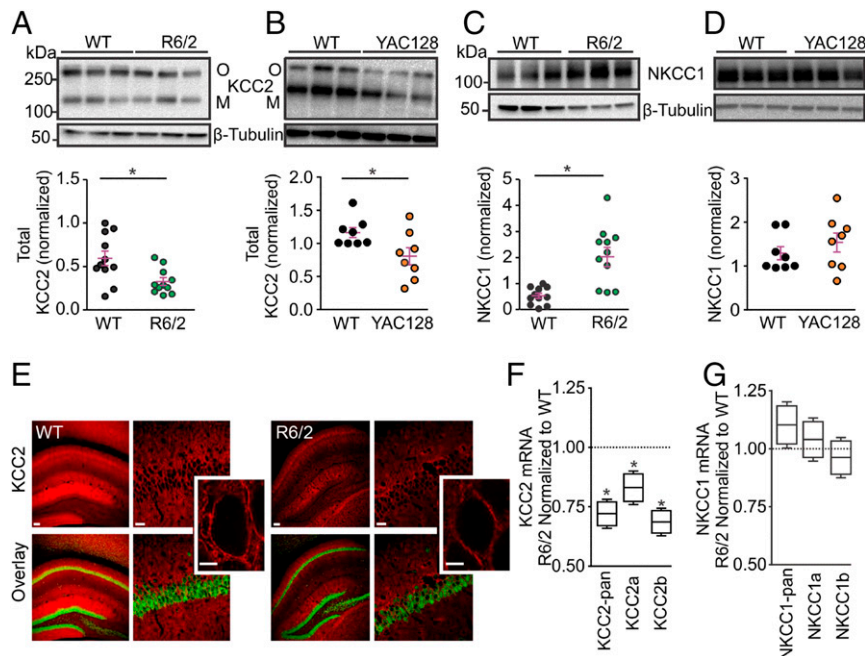 A
WT R6/2
kDa
250
100
50
O
KCC2
M
β-Tubulin
*
1.5
1.0
0.5
0.0
Total
KCC2 (normalized)
WT R6/2
B
WT YAC128
O
M
*
2.0
1.5
1.0
0.5
0.0
Total
KCC2 (normalized)
WT YAC128
C
WT R6/2
kDa
100
50
NKCC1
β-Tubulin
*
5
4
3
2
1
0
NKCC1 (normalized)
WT R6/2
D
WT YAC128
3
2
1
0
NKCC1 (normalized)
WT YAC128
E
WT
R6/2
KCC2
Overlay
F
1.25
1.00
0.75
0.50
KCC2 mRNA
R6/2 Normalized to WT
* * *
KCC2-pan
KCC2a
KCC2b
G
1.25
1.00
0.75
0.50
NKCC1 mRNA
R6/2 Normalized to WT
NKCC1-pan
NKCC1a
NKCC1b